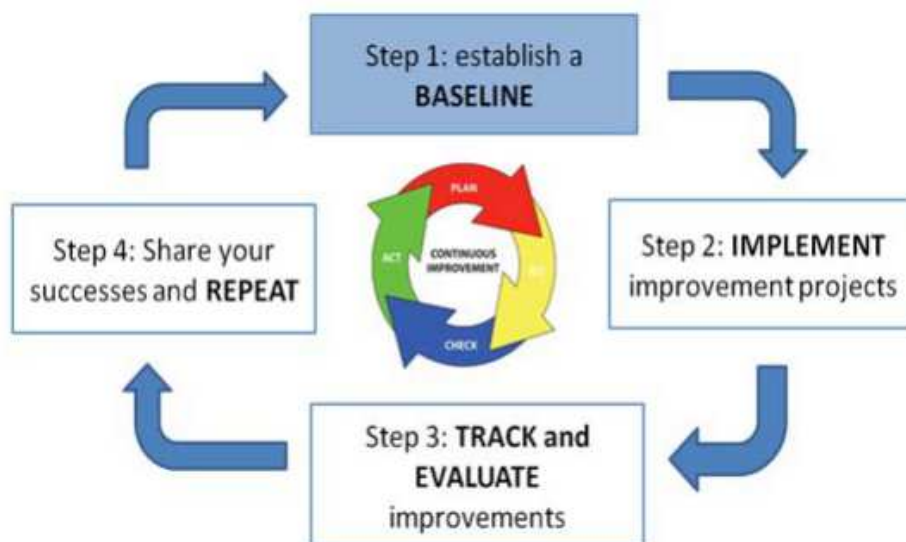 Step 1: establish a
BASELINE
Step 2: IMPLEMENT
improvement projects
Step 3: TRACK and
EVALUATE
improvements
Step 4: Share your
successes and REPEAT
PLAN
CHECK
ACT
CONTINUOUS
IMPROVEMENT